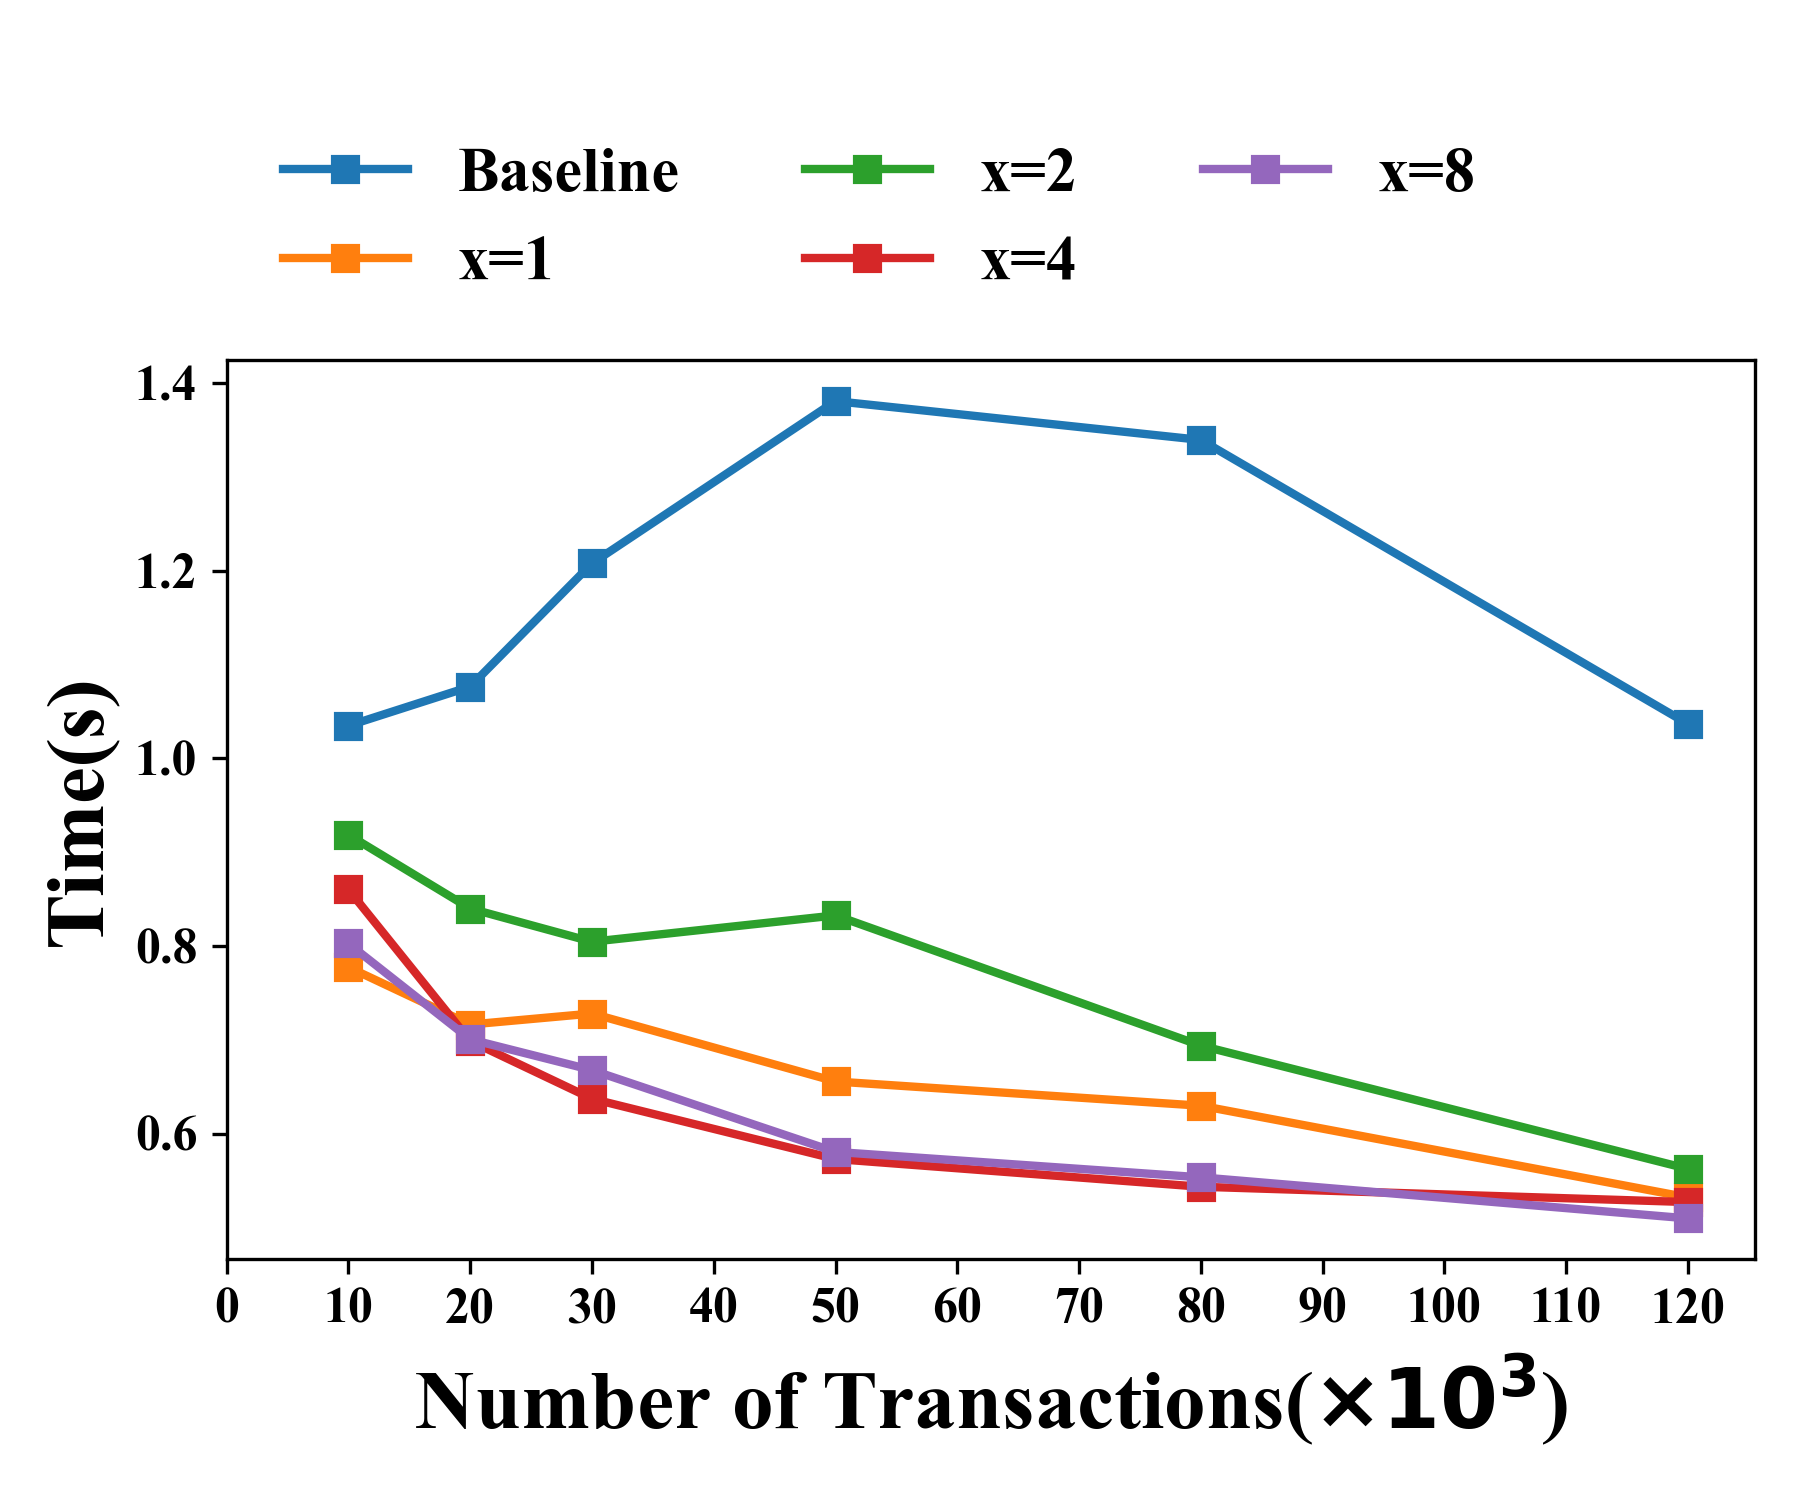 Baseline
x=1
x=2
x=4
x=8
1.4
1.2
1.0
0.8
0.6
Time(s)
0 10 20 30 40 50 60 70 80 90 100 110 120
Number of Transactions(×10³)